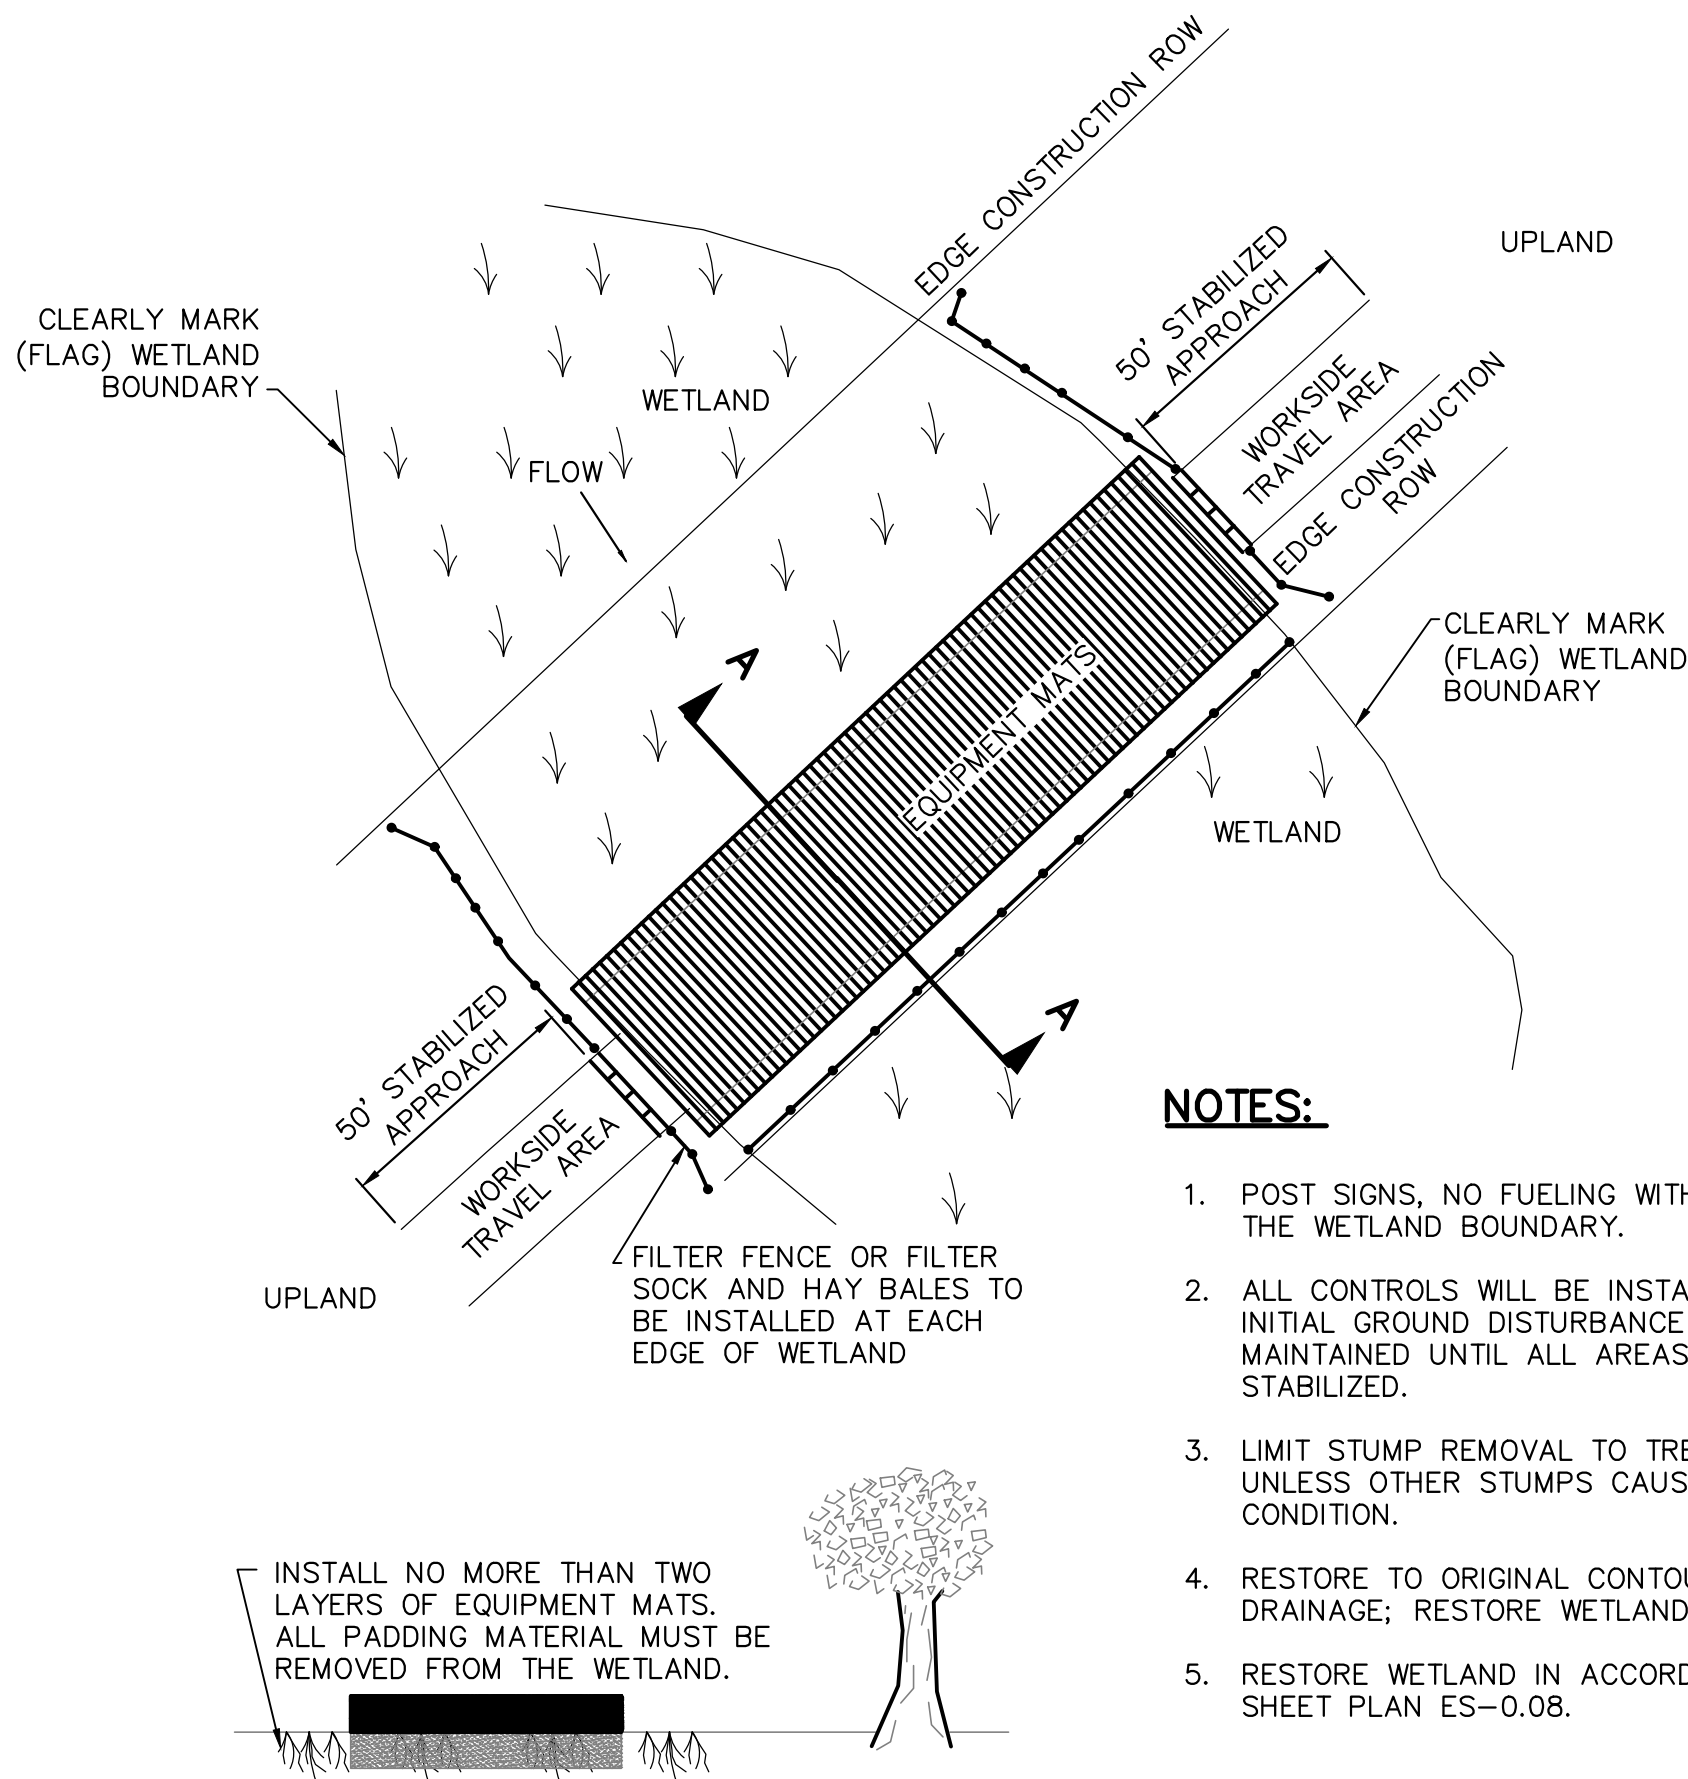 EDGE CONSTRUCTION ROW
UPLAND
50' STABILIZED
APPROACH
CLEARLY MARK
(FLAG) WETLAND
BOUNDARY
WETLAND
FLOW
WORKSIDE
TRAVEL AREA
EDGE CONSTRUCTION
ROW
A
EQUIPMENT MATS
CLEARLY MARK
(FLAG) WETLAND
BOUNDARY
WETLAND
A
50' STABILIZED
APPROACH
WORKSIDE
TRAVEL AREA
UPLAND
FILTER FENCE OR FILTER
SOCK AND HAY BALES TO
BE INSTALLED AT EACH
EDGE OF WETLAND
NOTES:
1. POST SIGNS, NO FUELING
THE WETLAND BOUNDARY.
2. ALL CONTROLS WILL BE
INITIAL GROUND DISTURBANCE
MAINTAINED UNTIL ALL AREAS
STABILIZED.
3. LIMIT STUMP REMOVAL TO
UNLESS OTHER STUMPS
CONDITION.
4. RESTORE TO ORIGINAL
DRAINAGE; RESTORE WETLAND
5. RESTORE WETLAND IN
SHEET PLAN ES-0.08.
INSTALL NO MORE THAN TWO
LAYERS OF EQUIPMENT MATS.
ALL PADDING MATERIAL MUST BE
REMOVED FROM THE WETLAND.